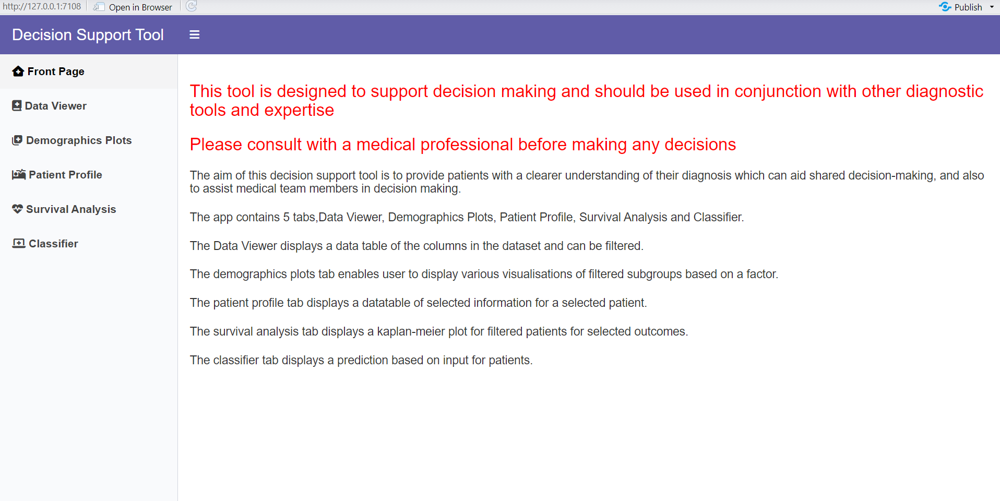 http://127.0.0.1:7108 Open in Browser Publish
Decision Support Tool
Front Page
Data Viewer
Demographics Plots
Patient Profile
Survival Analysis
Classifier
This tool is designed to support decision making and should be used in conjunction with other diagnostic
tools and expertise
Please consult with a medical professional before making any decisions
The aim of this decision support tool is to provide patients with a clearer understanding of their diagnosis which can aid shared decision-making, and also
to assist medical team members in decision making.
The app contains 5 tabs,Data Viewer, Demographics Plots, Patient Profile, Survival Analysis and Classifier.
The Data Viewer displays a data table of the columns in the dataset and can be filtered.
The demographics plots tab enables user to display various visualisations of filtered subgroups based on a factor.
The patient profile tab displays a datatable of selected information for a selected patient.
The survival analysis tab displays a kaplan-meier plot for filtered patients for selected outcomes.
The classifier tab displays a prediction based on input for patients.